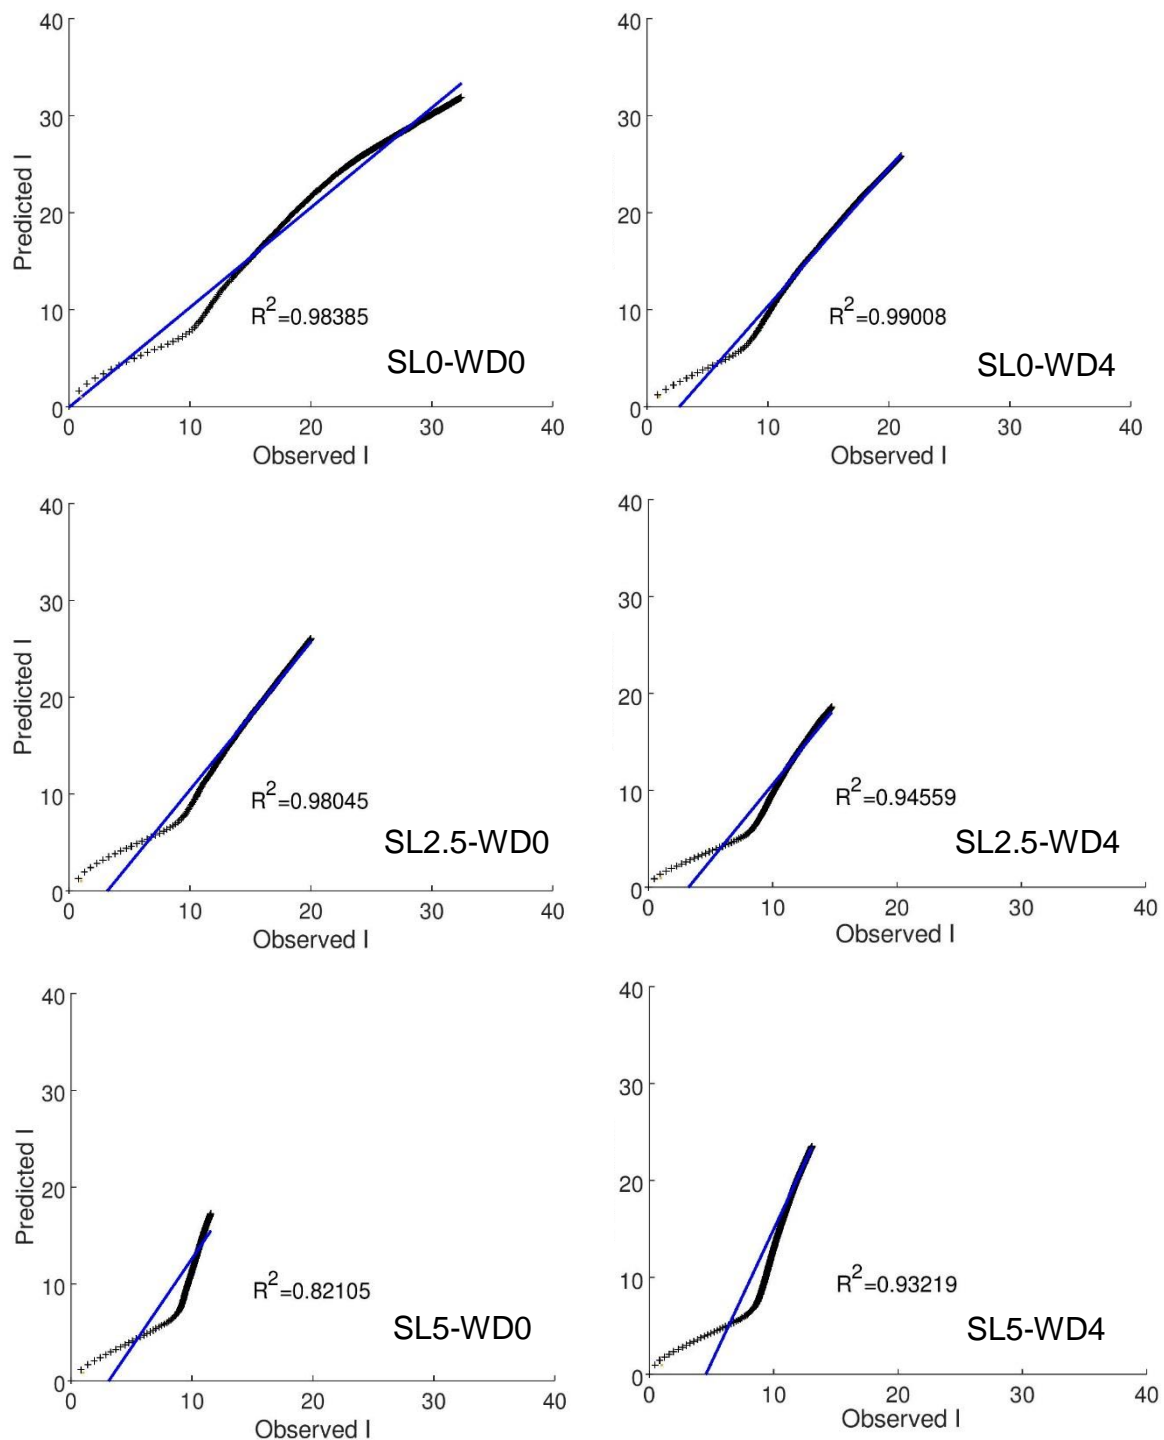 40
30
20
10
0
Predicted I
R²=0.98385
SL0-WD0
0 10 20 30 40
Observed I
40
30
20
10
0
R²=0.99008
SL0-WD4
0 10 20 30 40
Observed I
40
30
20
10
0
Predicted I
R²=0.98045
SL2.5-WD0
0 10 20 30 40
Observed I
40
30
20
10
0
R²=0.94559
SL2.5-WD4
0 10 20 30 40
Observed I
40
30
20
10
0
Predicted I
R²=0.82105
SL5-WD0
0 10 20 30 40
Observed I
40
30
20
10
0
R²=0.93219
SL5-WD4
0 10 20 30 40
Observed I